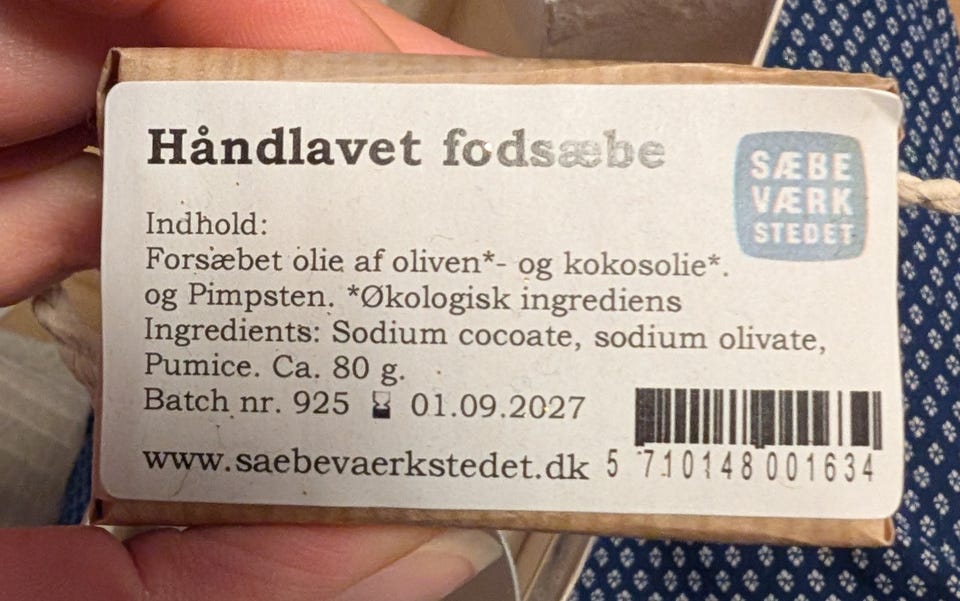 Håndlavet fodsæbe
SÆBE
VÆRK
STEDET
Indhold:
Forsæbet olie af oliven*- og kokosolie*.
og Pimpsten. *Økologisk ingrediens
Ingredients: Sodium cocoate, sodium olivate,
Pumice. Ca. 80 g.
Batch nr. 925 ⌛ 01.09.2027
www.saebevaerkstedet.dk
5 710148 001634